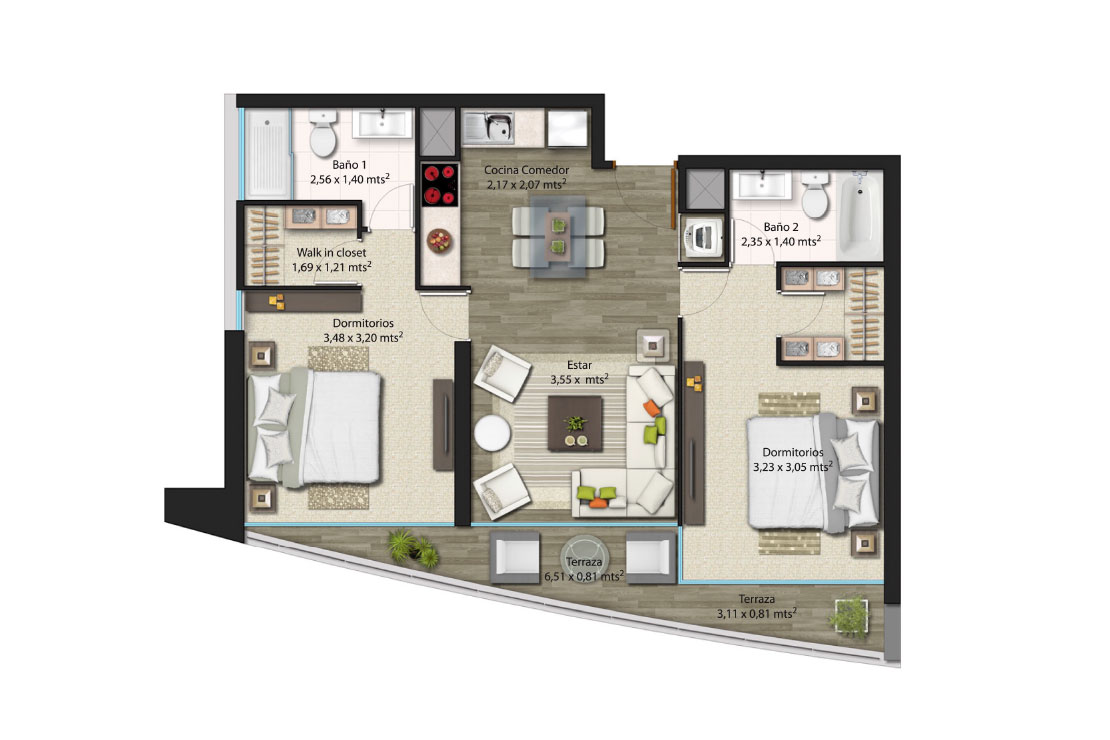 Baño 1
2,56 x 1,40 mts²
Cocina Comedor
2,17 x 2,07 mts²
Baño 2
2,35 x 1,40 mts²
Walk in closet
1,69 x 1,21 mts²
Dormitorios
3,48 x 3,20 mts²
Estar
3,55 x  mts²
Dormitorios
3,23 x 3,05 mts²
Terraza
6,51 x 0,81 mts²
Terraza
3,11 x 0,81 mts²